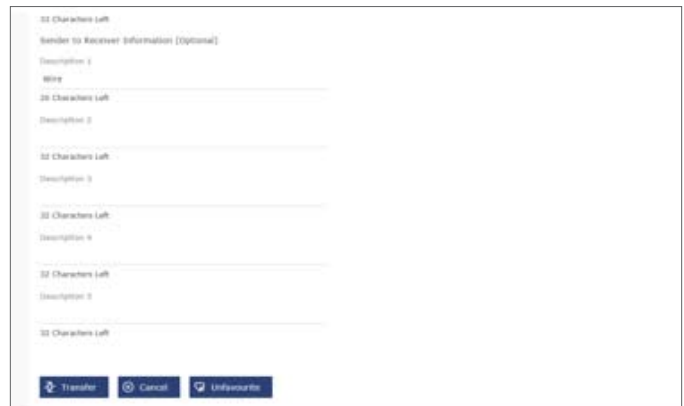 32 Characters Left
Sender to Receiver Information [Optional]
Description 1
Wire
Characters Left
Description 2
32 Characters Left
Description 3
32 Characters Left
Description 4
32 Characters Left
Description 5
32 Characters Left
Transfer Cancel Unfavourite